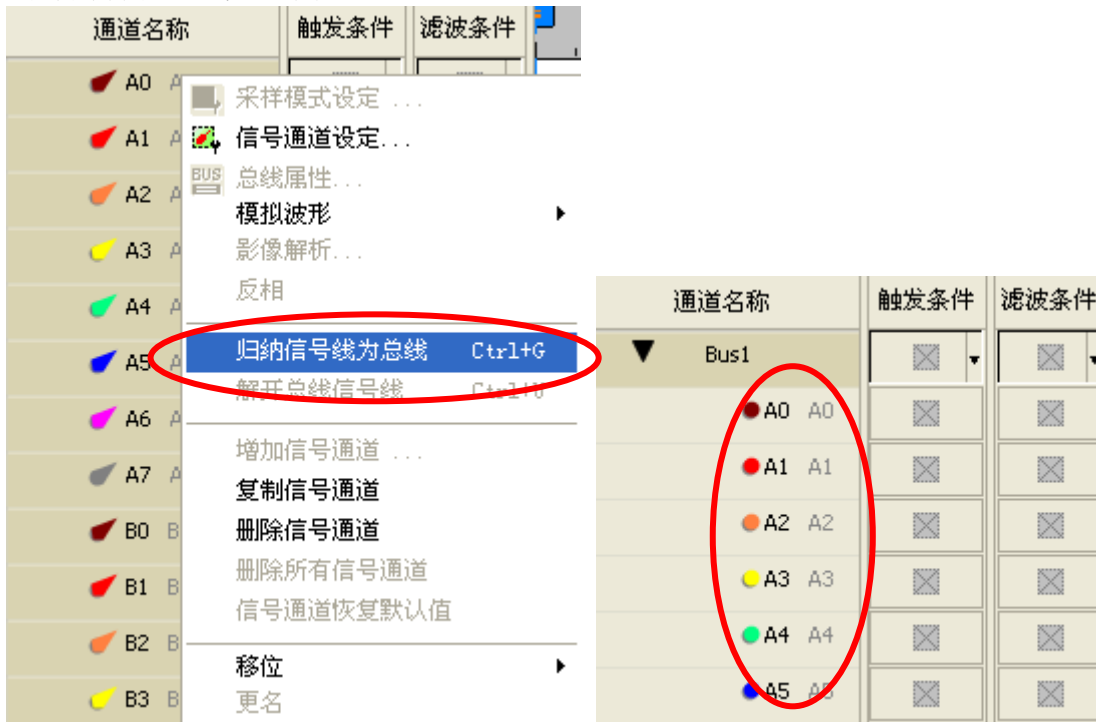 通道名称 触发条件 滤波条件
A0 A
A1 A
A2 A
A3 A
A4 A
A5 A
A6 A
A7 A
B0 B
B1 B
B2 B
B3 B
采样模式设定 ...
信号通道设定...
BUS 总线属性...
模拟波形
影像解析...
反相
归纳信号线为总线 Ctrl+G
解开总线信号线 Ctrl+U
增加信号通道 ...
复制信号通道
删除信号通道
删除所有信号通道
信号通道恢复默认值
移位
更名
通道名称 触发条件 滤波条件
Bus1
A0 A0
A1 A1
A2 A2
A3 A3
A4 A4
A5 A5